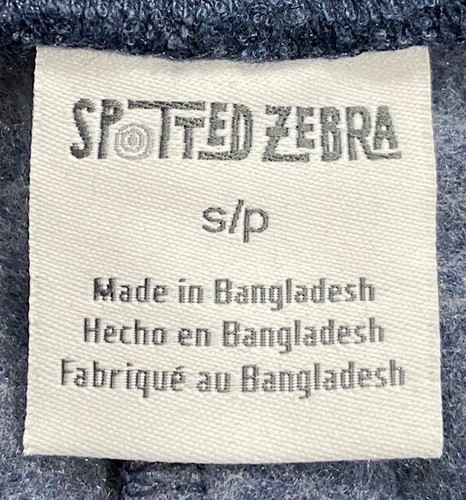 SPOTTED ZEBRA
s/p
Made in Bangladesh
Hecho en Bangladesh
Fabriqué au Bangladesh